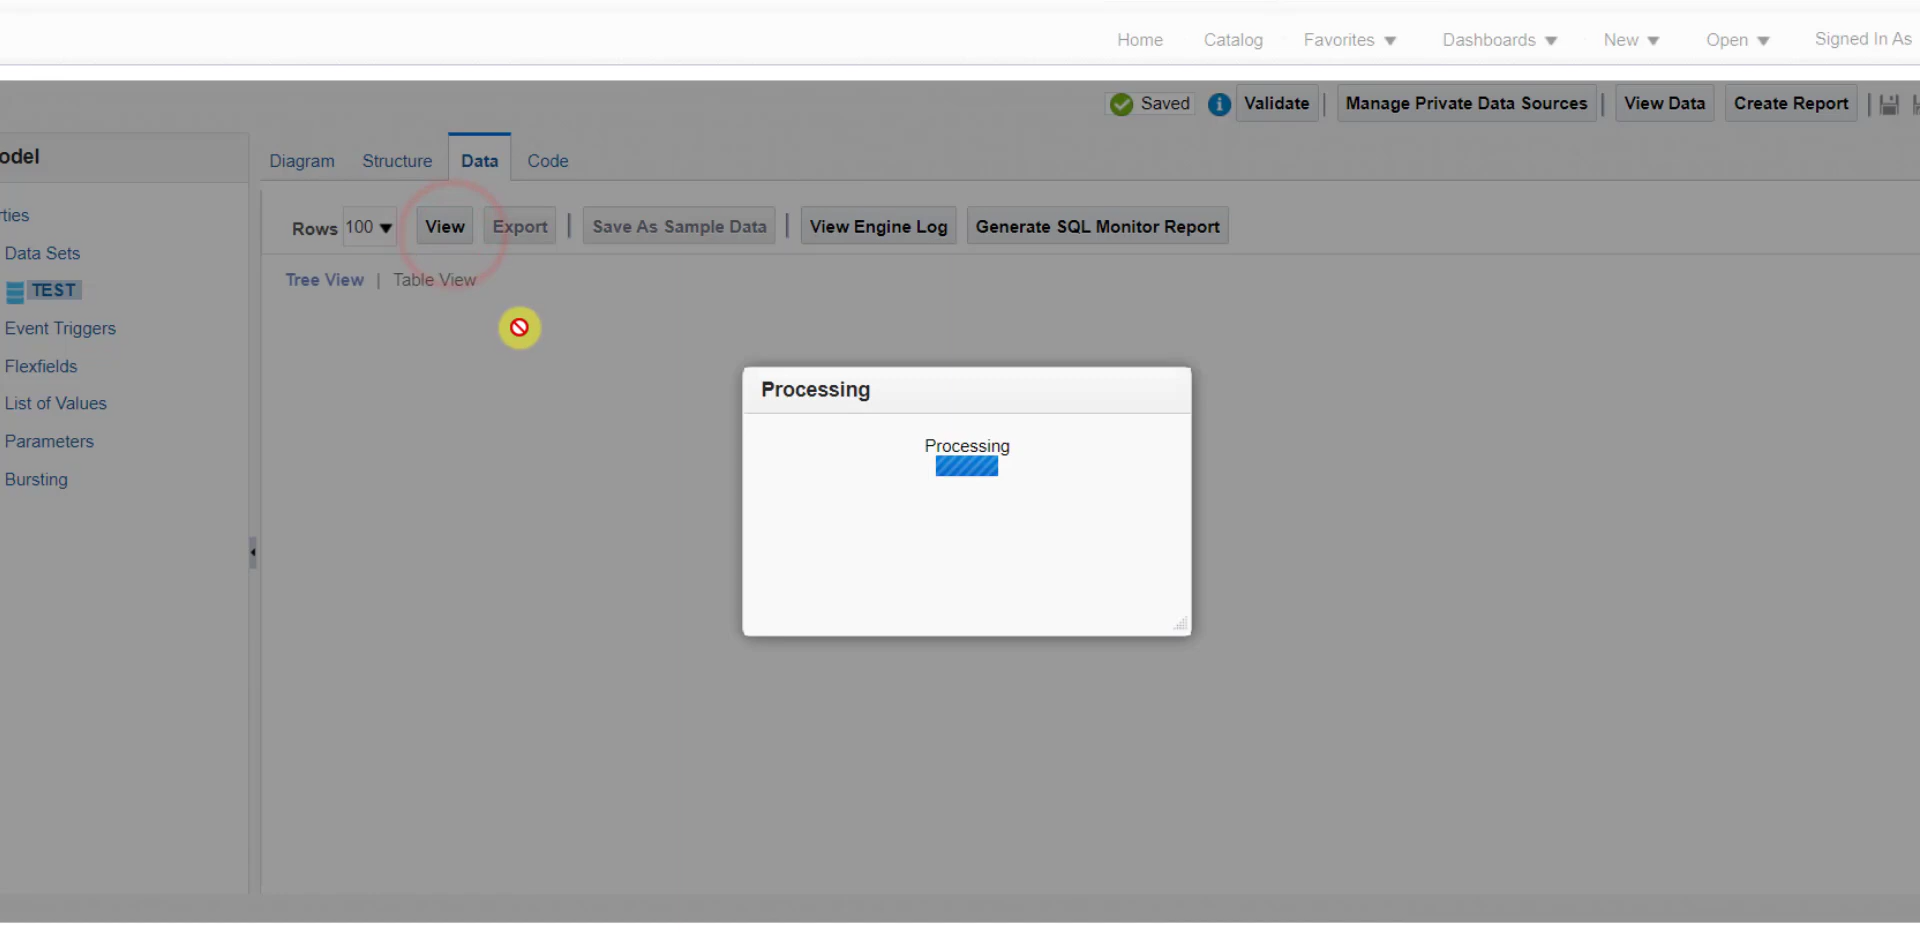 Home Catalog Favorites Dashboards New Open Signed In As
Saved Validate Manage Private Data Sources View Data Create Report
odel
Diagram Structure Data Code
rties
Rows 100 View Export Save As Sample Data View Engine Log Generate SQL Monitor Report
Data Sets
Tree View | Table View
TEST
Event Triggers
Flexfields
List of Values
Parameters
Bursting
Processing
Processing